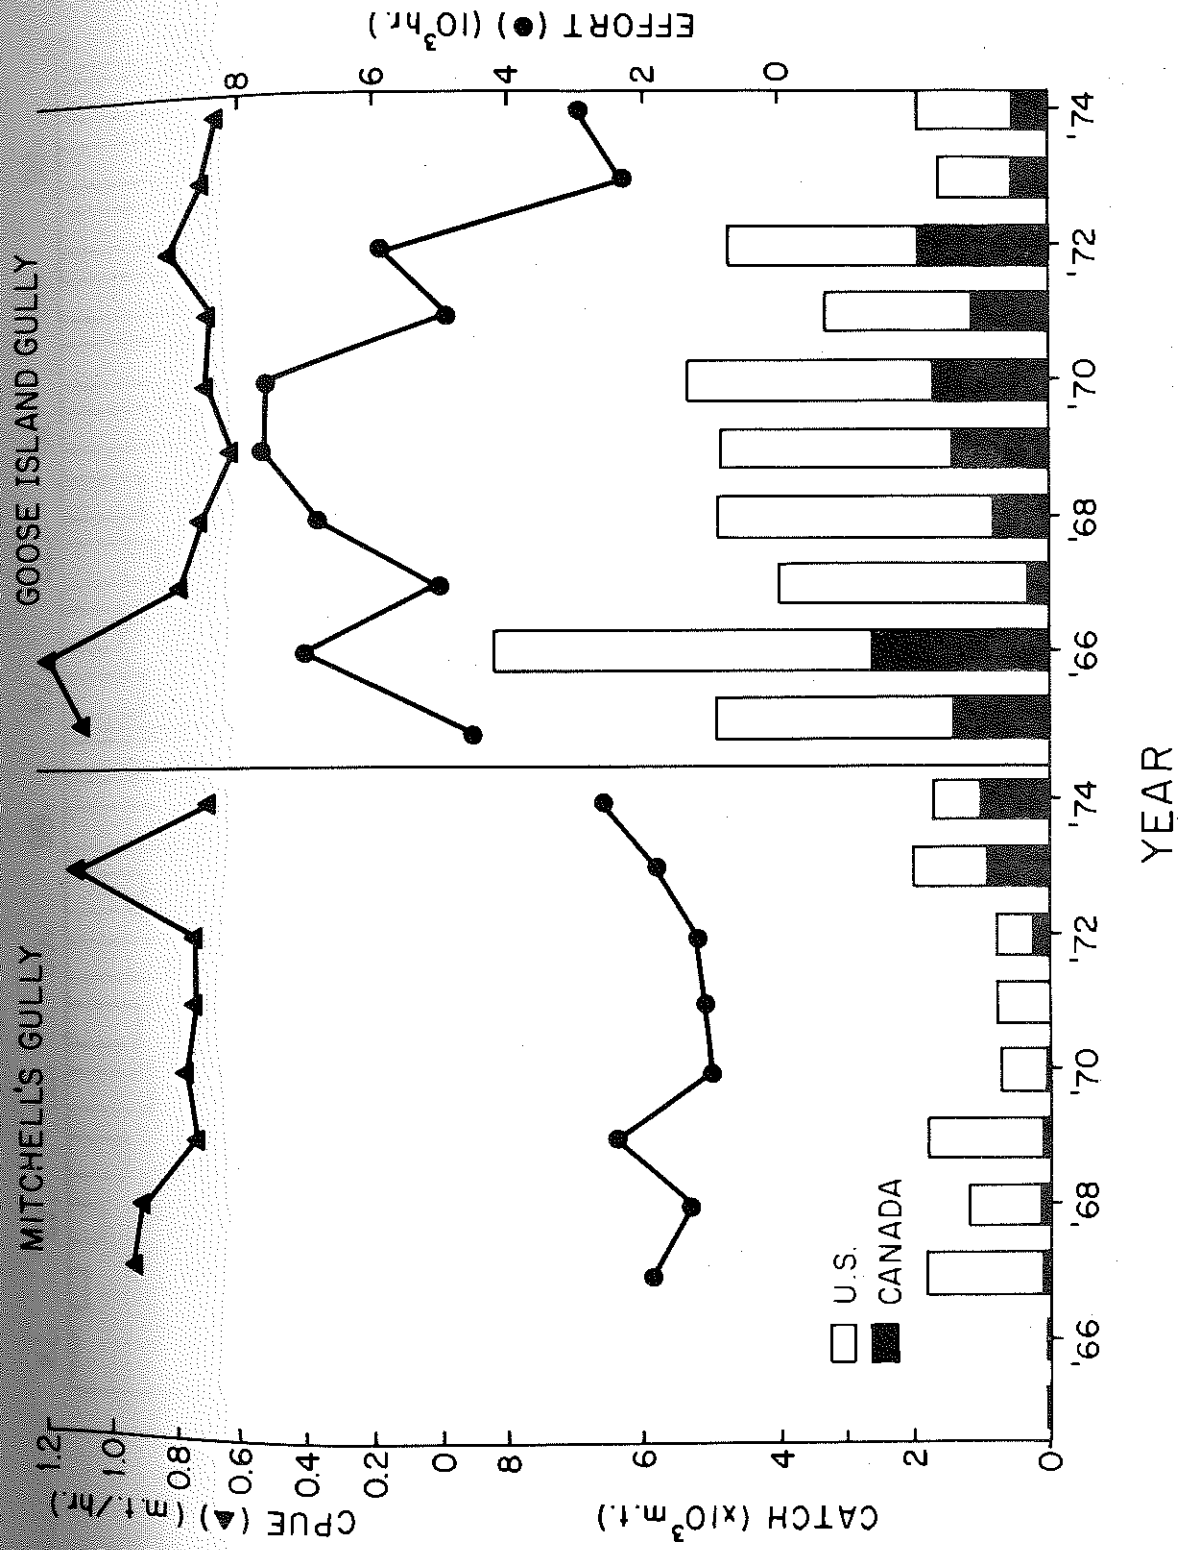 MITCHELL'S GULLY
GOOSE ISLAND GULLY
CPUE (▲) (m.t./hr.)
1.2
1.0
0.8
0.6
0.4
0.2
0
CATCH (x10³m.t.)
8
6
4
2
0
EFFORT (●) (10³hr.)
8
6
4
2
0
U.S.
CANADA
'66 '68 '70 '72 '74
'66 '68 '70 '72 '74
YEAR